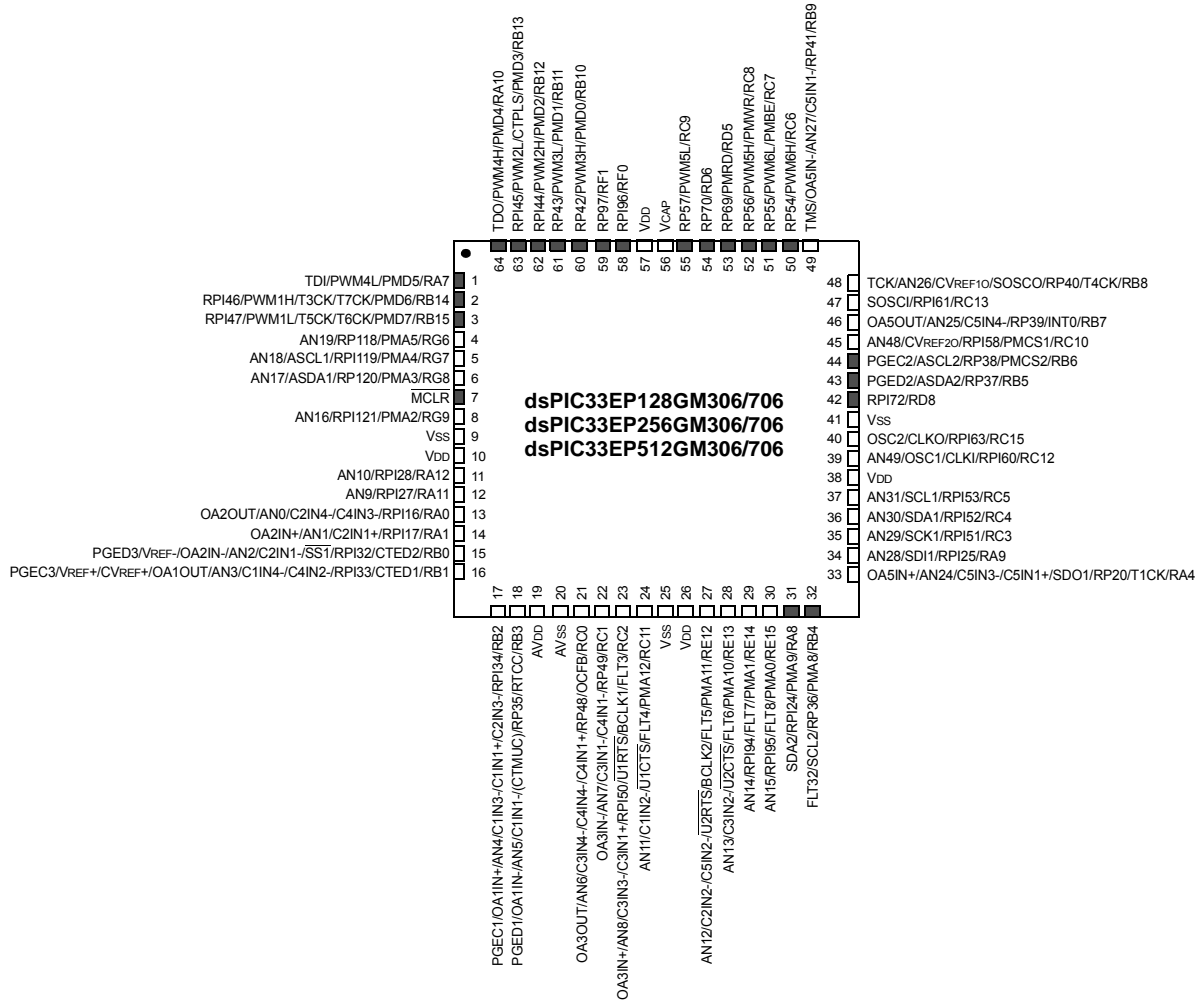 TDO/PWM4H/PMD4/RA10
RPI45/PWM2L/CTPLS/PMD3/RB13
RPI44/PWM2H/PMD2/RB12
RP43/PWM3L/PMD1/RB11
RP42/PWM3H/PMD0/RB10
RP97/RF1
RPI96/RF0
VDD
VCAP
RP57/PWM5L/RC9
RP70/RD6
RP69/PMRD/RD5
RP56/PWM5H/PMWR/RC8
RP55/PWM6L/PMBE/RC7
RP54/PWM6H/RC6
TMS/OA5IN-/AN27/C5IN1-/RP41/RB9
64 63 62 61 60 59 58 57 56 55 54 53 52 51 50 49
TDI/PWM4L/PMD5/RA7 1
RPI46/PWM1H/T3CK/T7CK/PMD6/RB14 2
RPI47/PWM1L/T5CK/T6CK/PMD7/RB15 3
AN19/RP118/PMA5/RG6 4
AN18/ASCL1/RPI119/PMA4/RG7 5
AN17/ASDA1/RP120/PMA3/RG8 6
MCLR 7
AN16/RPI121/PMA2/RG9 8
VSS 9
VDD 10
AN10/RPI28/RA12 11
AN9/RPI27/RA11 12
OA2OUT/AN0/C2IN4-/C4IN3-/RPI16/RA0 13
OA2IN+/AN1/C2IN1+/RPI17/RA1 14
PGED3/VREF-/OA2IN-/AN2/C2IN1-/SS1/RPI32/CTED2/RB0 15
PGEC3/VREF+/CVREF+/OA1OUT/AN3/C1IN4-/C4IN2-/RPI33/CTED1/RB1 16
dsPIC33EP128GM306/706
dsPIC33EP256GM306/706
dsPIC33EP512GM306/706
48 TCK/AN26/CVREF1O/SOSCO/RP40/T4CK/RB8
47 SOSCI/RPI61/RC13
46 OA5OUT/AN25/C5IN4-/RP39/INT0/RB7
45 AN48/CVREF2O/RPI58/PMCS1/RC10
44 PGEC2/ASCL2/RP38/PMCS2/RB6
43 PGED2/ASDA2/RP37/RB5
42 RPI72/RD8
41 VSS
40 OSC2/CLKO/RPI63/RC15
39 AN49/OSC1/CLKI/RPI60/RC12
38 VDD
37 AN31/SCL1/RPI53/RC5
36 AN30/SDA1/RPI52/RC4
35 AN29/SCK1/RPI51/RC3
34 AN28/SDI1/RPI25/RA9
33 OA5IN+/AN24/C5IN3-/C5IN1+/SDO1/RP20/T1CK/RA4
17 18 19 20 21 22 23 24 25 26 27 28 29 30 31 32
PGEC1/OA1IN+/AN4/C1IN3-/C1IN1+/C2IN3-/RPI34/RB2
PGED1/OA1IN-/AN5/C1IN1-/(CTMUC)/RP35/RTCC/RB3
AVDD
AVSS
OA3OUT/AN6/C3IN4-/C4IN4-/C4IN1+/RP48/OCFB/RC0
OA3IN-/AN7/C3IN1-/C4IN1-/RP49/RC1
OA3IN+/AN8/C3IN3-/C3IN1+/RPI50/U1RTS/BCLK1/FLT3/RC2
AN11/C1IN2-/U1CTS/FLT4/PMA12/RC11
VSS
VDD
AN12/C2IN2-/C5IN2-/U2RTS/BCLK2/FLT5/PMA11/RE12
AN13/C3IN2-/U2CTS/FLT6/PMA10/RE13
AN14/RPI94/FLT7/PMA1/RE14
AN15/RPI95/FLT8/PMA0/RE15
SDA2/RPI24/PMA9/RA8
FLT32/SCL2/RP36/PMA8/RB4